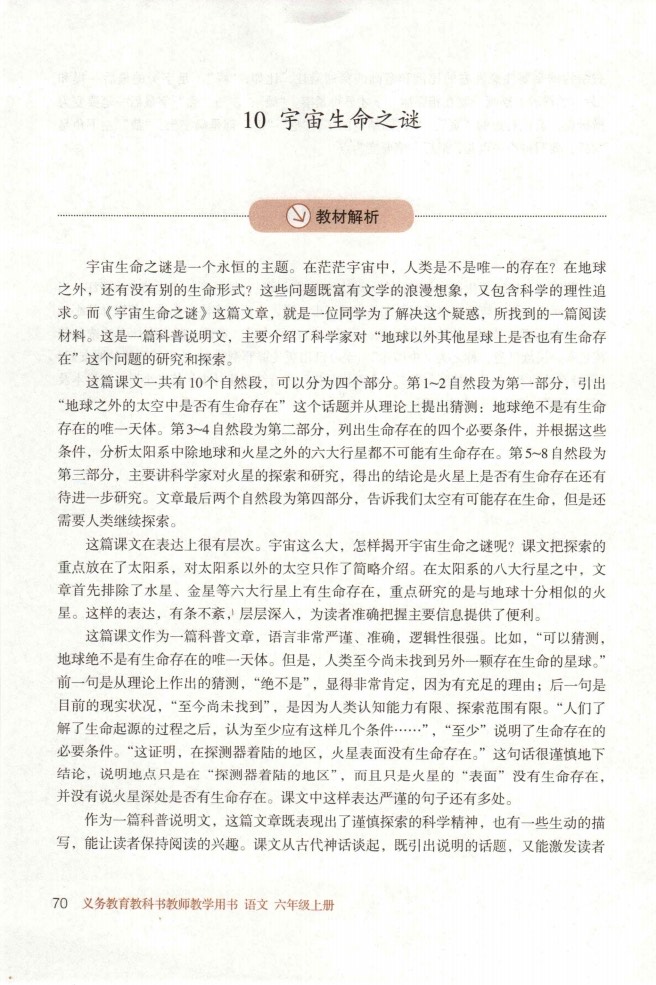 10 宇宙生命之谜
教材解析
宇宙生命之谜是一个永恒的主题。在茫茫宇宙中，人类是不是唯一的存在？在地球
之外，还有没有别的生命形式？这些问题既富有文学的浪漫想象，又包含科学的理性追
求。而《宇宙生命之谜》这篇文章，就是一位同学为了解决这个疑惑，所找到的一篇阅读
材料。这是一篇科普说明文，主要介绍了科学家对“地球以外其他星球上是否也有生命存
在”这个问题的研究和探索。
这篇课文一共有10个自然段，可以分为四个部分。第1~2自然段为第一部分，引出
“地球之外的太空中是否有生命存在”这个话题并从理论上提出猜测：地球绝不是有生命
存在的唯一天体。第3~4自然段为第二部分，列出生命存在的四个必要条件，并根据这些
条件，分析太阳系中除地球和火星之外的六大行星都不可能有生命存在。第5~8自然段为
第三部分，主要讲科学家对火星的探索和研究，得出的结论是火星上是否有生命存在还有
待进一步研究。文章最后两个自然段为第四部分，告诉我们太空有可能存在生命，但是还
需要人类继续探索。
这篇课文在表达上很有层次。宇宙这么大，怎样揭开宇宙生命之谜呢？课文把探索的
重点放在了太阳系，对太阳系以外的太空只作了简略介绍。在太阳系的八大行星之中，文
章首先排除了水星、金星等六大行星上有生命存在，重点研究的是与地球十分相似的火
星。这样的表达，有条不紊，层层深入，为读者准确把握主要信息提供了便利。
这篇课文作为一篇科普文章，语言非常严谨、准确，逻辑性很强。比如，“可以猜测，
地球绝不是有生命存在的唯一天体。但是，人类至今尚未找到另外一颗存在生命的星球。”
前一句是从理论上作出的猜测，“绝不是”，显得非常肯定，因为有充足的理由；后一句是
目前的现实状况，“至今尚未找到”，是因为人类认知能力有限、探索范围有限。“人们了
解了生命起源的过程之后，认为至少应有这样几个条件……”，“至少”说明了生命存在的
必要条件。“这证明，在探测器着陆的地区，火星表面没有生命存在。”这句话很谨慎地下
结论，说明地点只是在“探测器着陆的地区”，而且只是火星的“表面”没有生命存在，
并没有说火星深处是否有生命存在。课文中这样表达严谨的句子还有多处。
作为一篇科普说明文，这篇文章既表现出了谨慎探索的科学精神，也有一些生动的描
写，能让读者保持阅读的兴趣。课文从古代神话谈起，既引出说明的话题，又能激发读者
70 义务教育教科书教师教学用书 语文 六年级上册